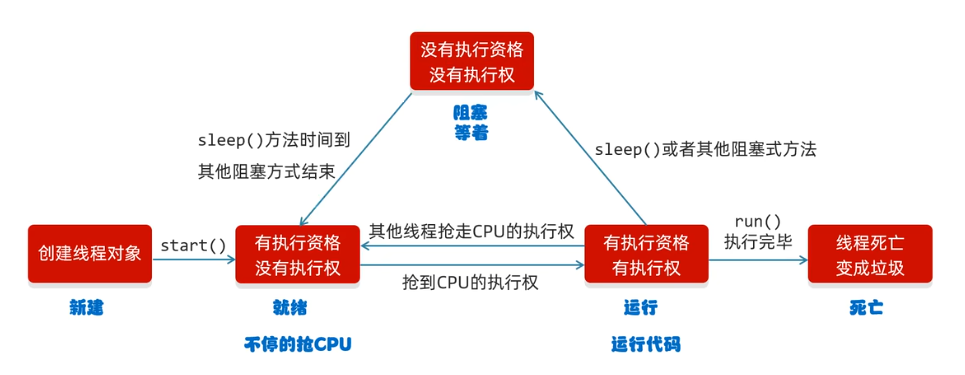 没有执行资格
没有执行权
阻塞
等着
sleep()方法时间到
其他阻塞方式结束
sleep()或者其他阻塞式方法
创建线程对象
新建
start()
有执行资格
没有执行权
就绪
不停的抢CPU
其他线程抢走CPU的执行权
抢到CPU的执行权
有执行资格
有执行权
运行
运行代码
run()
执行完毕
线程死亡
变成垃圾
死亡